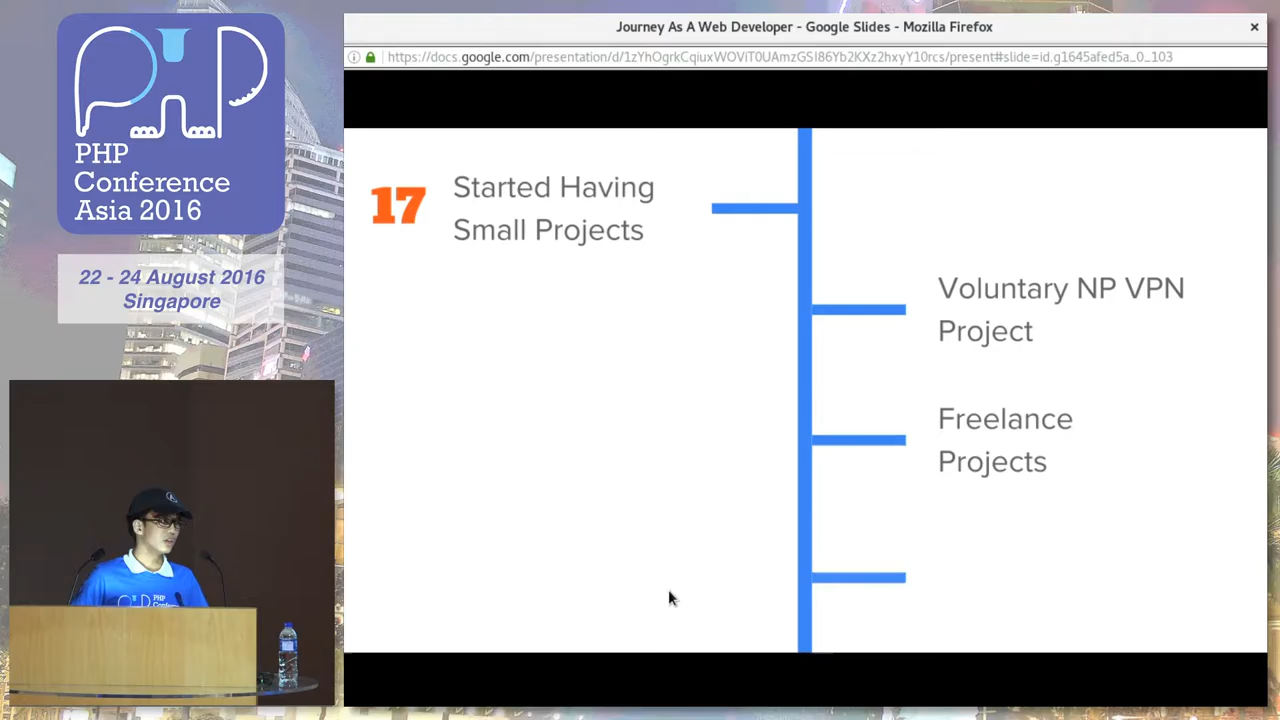 PHP
Conference
Asia 2016
22 - 24 August 2016
Singapore
Journey As A Web Developer - Google Slides - Mozilla Firefox
https://docs.google.com/presentation/d/1zYhOgrkCqiuxWOViT0UAmzGSI86Yb2KXz2hxyY10rcs/present#slide=id.g1645afed5a_0_103
17
Started Having
Small Projects
Voluntary NP VPN
Project
Freelance
Projects
PHP